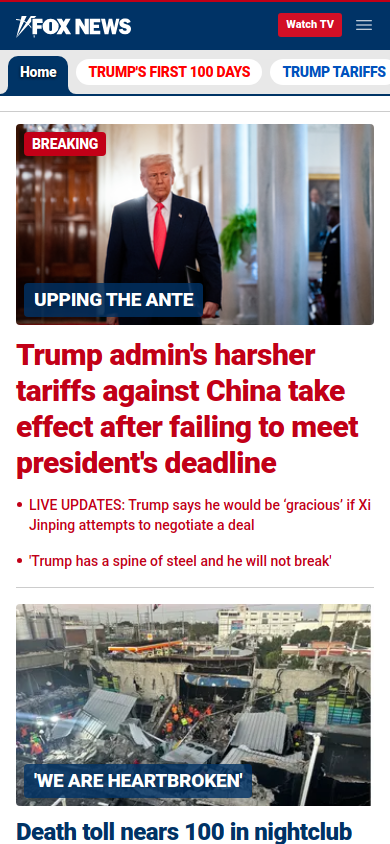 FOX NEWS
Watch TV
Home
TRUMP'S FIRST 100 DAYS
TRUMP TARIFFS
BREAKING
UPPING THE ANTE
Trump admin's harsher
tariffs against China take
effect after failing to meet
president's deadline
• LIVE UPDATES: Trump says he would be ‘gracious’ if Xi
Jinping attempts to negotiate a deal
• 'Trump has a spine of steel and he will not break'
'WE ARE HEARTBROKEN'
Death toll nears 100 in nightclub